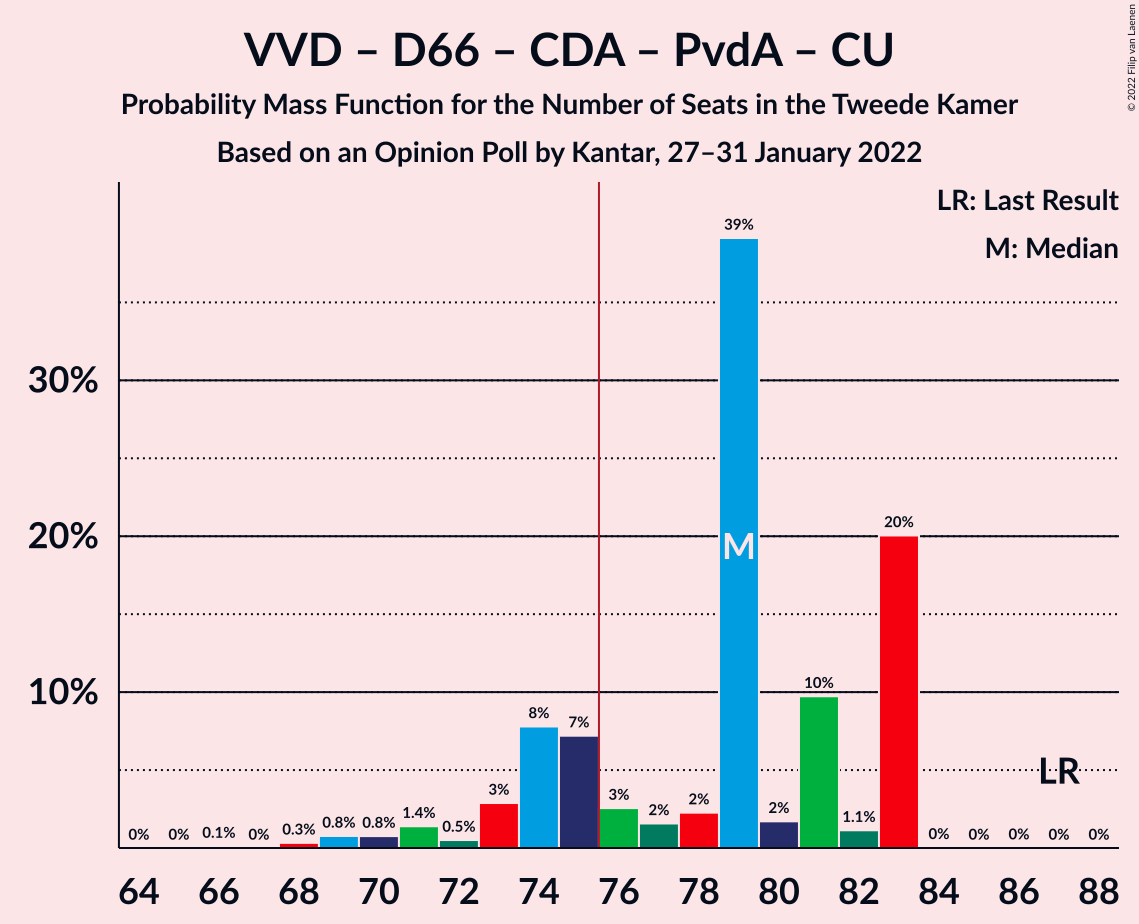 © 2022 Filip van Laenen
VVD – D66 – CDA – PvdA – CU
Probability Mass Function for the Number of Seats in the Tweede Kamer
Based on an Opinion Poll by Kantar, 27–31 January 2022
LR: Last Result
M: Median
39%
30%
20%
20%
M
10%
10%
8%
7%
LR
3%
3%
2%
2%
2%
1.4%
1.1%
0.8%
0.8%
0.5%
0.3%
0.1%
0% 0% 0% 0% 0% 0% 0% 0%
64 66 68 70 72 74 76 78 80 82 84 86 88